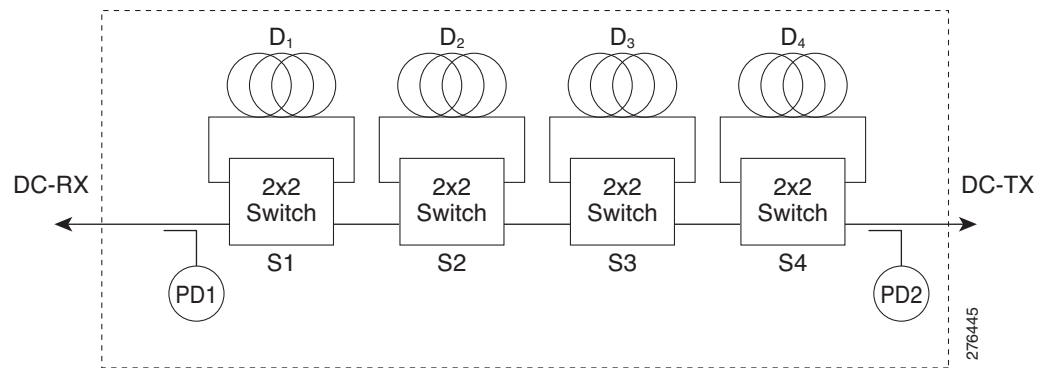 D₁ D₂ D₃ D₄
DC-RX
2x2 Switch
2x2 Switch
2x2 Switch
2x2 Switch
DC-TX
S1 S2 S3 S4
PD1
PD2
276445